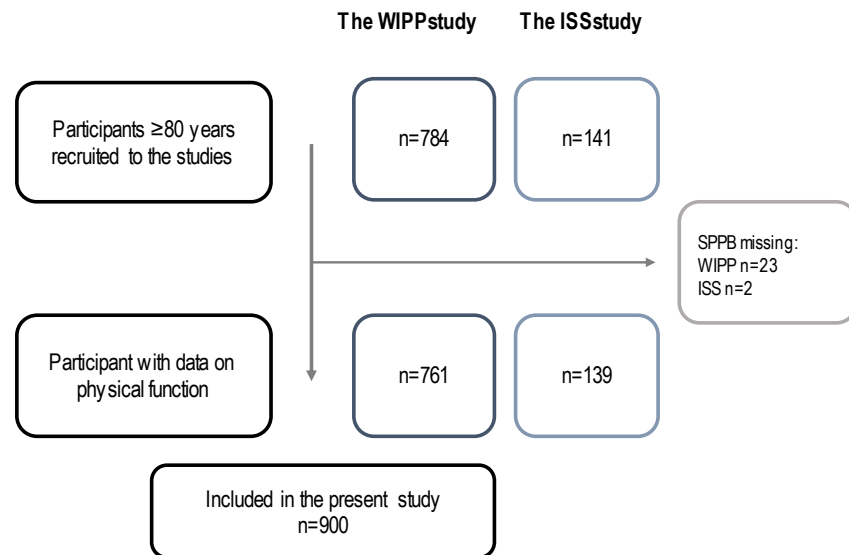 The WIPPstudy
The ISSstudy
Participants ≥80 years
recruited to the studies
n=784
n=141
SPPB missing:
WIPP n=23
ISS n=2
Participant with data on
physical function
n=761
n=139
Included in the present study
n=900